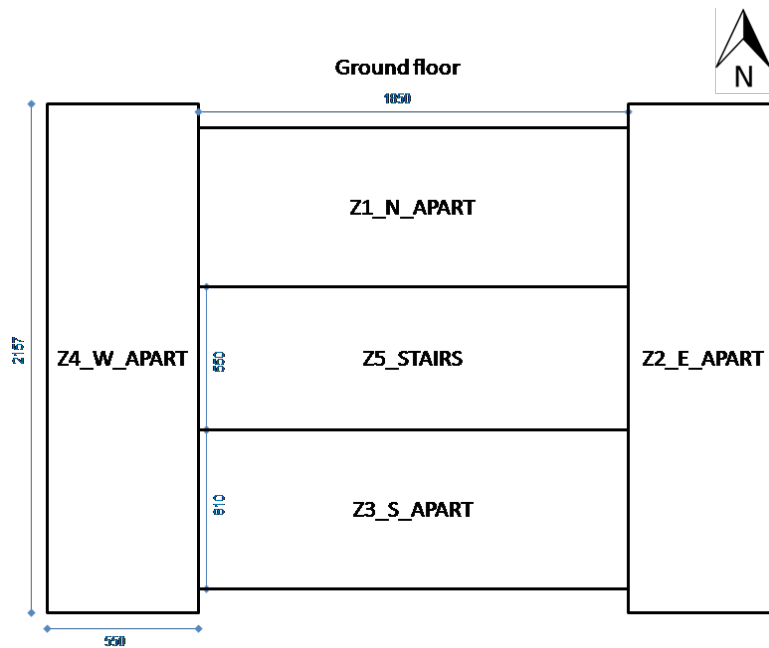 N
Ground floor
1850
Z1_N_APART
2157
Z4_W_APART
550
Z5_STAIRS
Z2_E_APART
610
Z3_S_APART
550